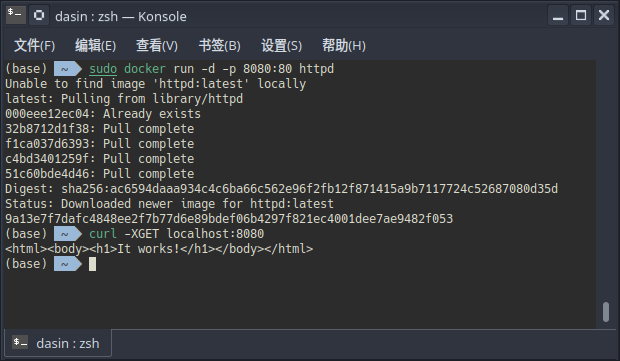 dasin : zsh — Konsole
文件(F) 编辑(E) 查看(V) 书签(B) 设置(S) 帮助(H)
(base) ~ sudo docker run -d -p 8080:80 httpd
Unable to find image 'httpd:latest' locally
latest: Pulling from library/httpd
000eee12ec04: Already exists
32b8712d1f38: Pull complete
f1ca037d6393: Pull complete
c4bd3401259f: Pull complete
51c60bde4d46: Pull complete
Digest: sha256:ac6594daaa934c4c6ba66c562e96f2fb12f871415a9b7117724c52687080d35d
Status: Downloaded newer image for httpd:latest
9a13e7f7dafc4848ee2f7b77d6e89bdef06b4297f821ec4001dee7ae9482f053
(base) ~ curl -XGET localhost:8080
<html><body><h1>It works!</h1></body></html>
(base) ~
dasin : zsh